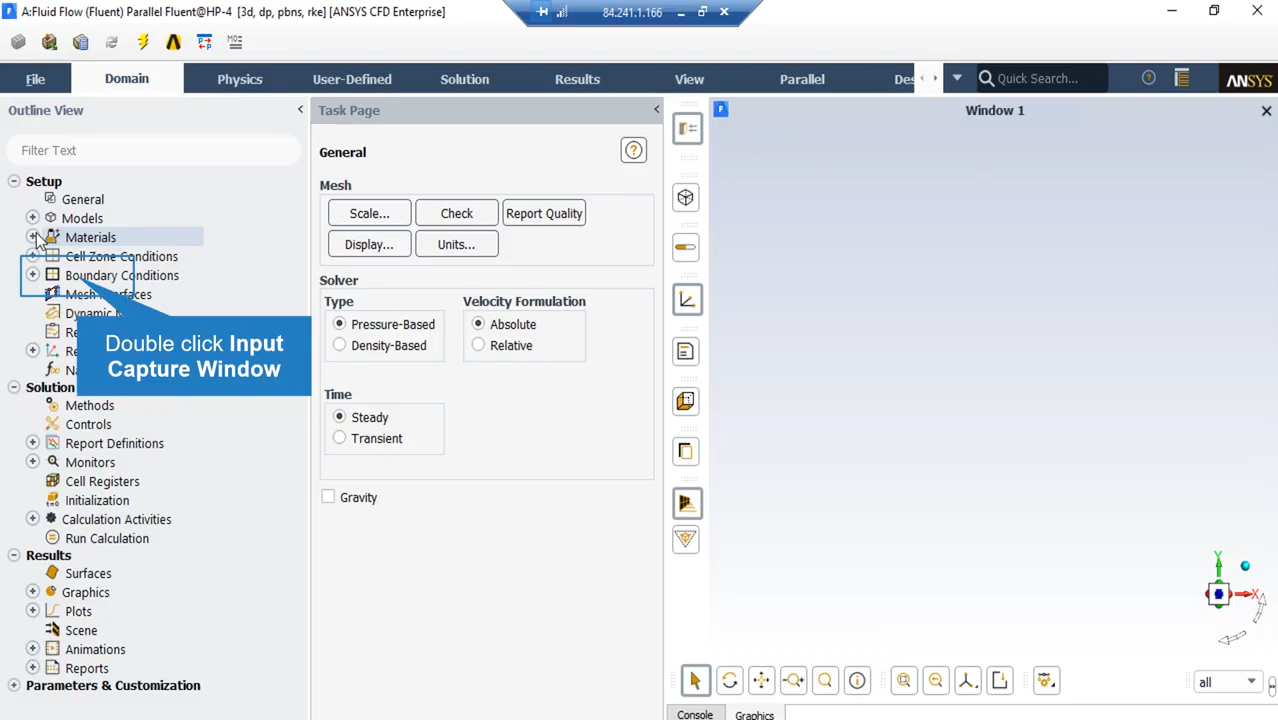 A:Fluid Flow (Fluent) Parallel Fluent@HP-4 [3d, dp, pbns, rke] [ANSYS CFD Enterprise]
84.241.1.166
File Domain Physics User-Defined Solution Results View Parallel Des
Quick Search...
ANSYS
Outline View
Filter Text
Setup
General
Models
Materials
Cell Zone Conditions
Boundary Conditions
Double click Input
Capture Window
Solution
Methods
Controls
Report Definitions
Monitors
Cell Registers
Initialization
Calculation Activities
Run Calculation
Results
Surfaces
Graphics
Plots
Scene
Animations
Reports
Parameters & Customization
Task Page
General
Mesh
Scale... Check Report Quality
Display... Units...
Solver
Type Velocity Formulation
Pressure-Based Absolute
Density-Based Relative
Time
Steady
Transient
Gravity
Window 1
Y
X
all
Console Graphics